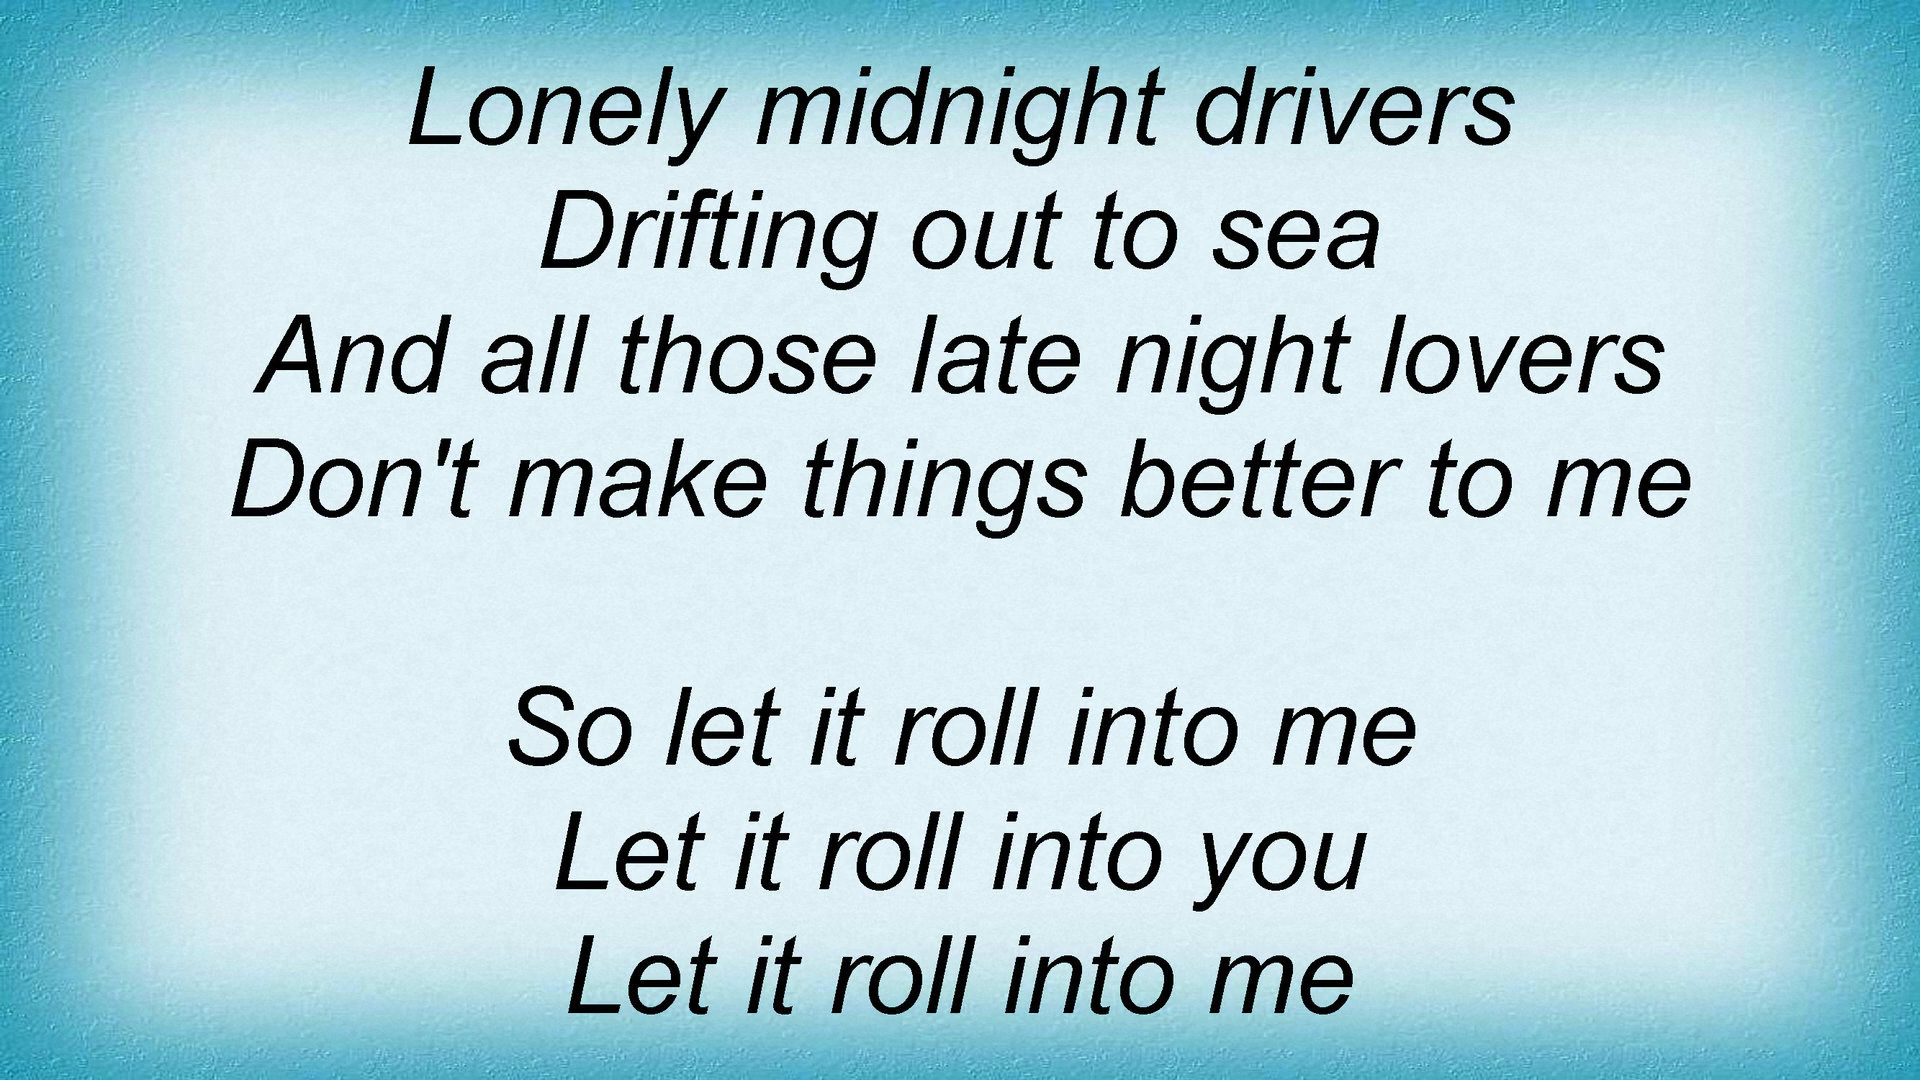 Lonely midnight drivers
Drifting out to sea
And all those late night lovers
Don't make things better to me
So let it roll into me
Let it roll into you
Let it roll into me